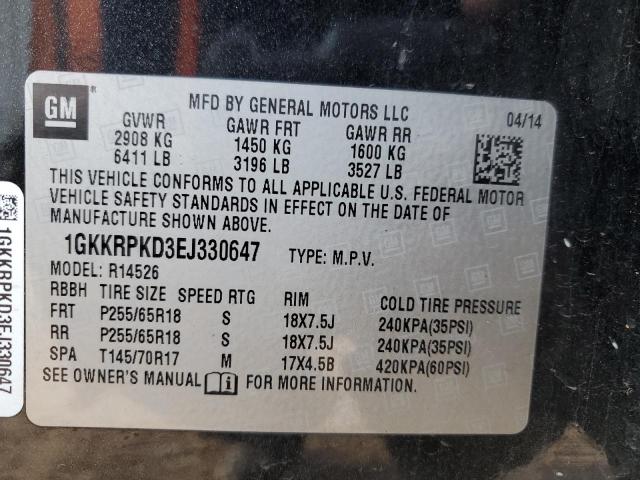 GM
®
MFD BY GENERAL MOTORS LLC
04/14
GVWR GAWR FRT GAWR RR
2908 KG 1450 KG 1600 KG
6411 LB 3196 LB 3527 LB
THIS VEHICLE CONFORMS TO ALL APPLICABLE U.S. FEDERAL MOTOR
VEHICLE SAFETY STANDARDS IN EFFECT ON THE DATE OF
MANUFACTURE SHOWN ABOVE.
1GKKRPKD3EJ330647 TYPE: M.P.V.
MODEL: R14526
RBBH TIRE SIZE SPEED RTG RIM COLD TIRE PRESSURE
FRT P255/65R18 S 18X7.5J 240KPA(35PSI)
RR P255/65R18 S 18X7.5J 240KPA(35PSI)
SPA T145/70R17 M 17X4.5B 420KPA(60PSI)
SEE OWNER'S MANUAL FOR MORE INFORMATION.
1GKKRPKD3EJ330647